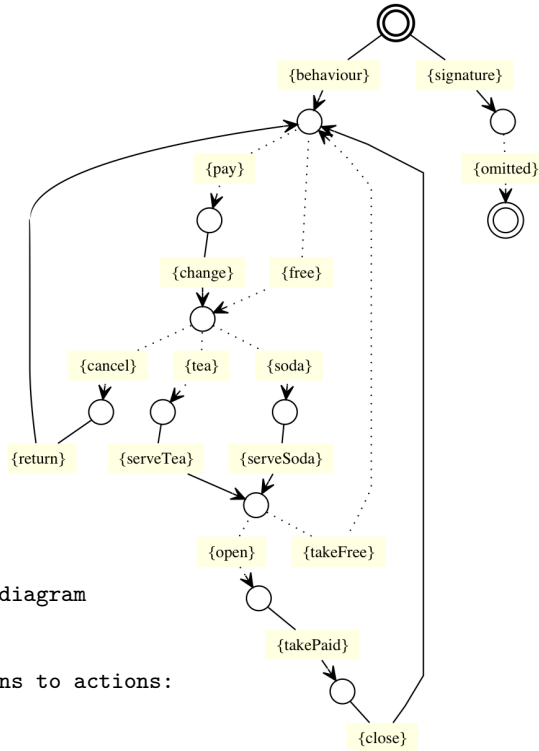 {behaviour} {signature}
{pay} {omitted}
{change} {free}
{cancel} {tea} {soda}
{return} {serveTea} {serveSoda}
{open} {takeFree}
diagram
{takePaid}
ns to actions:
{close}